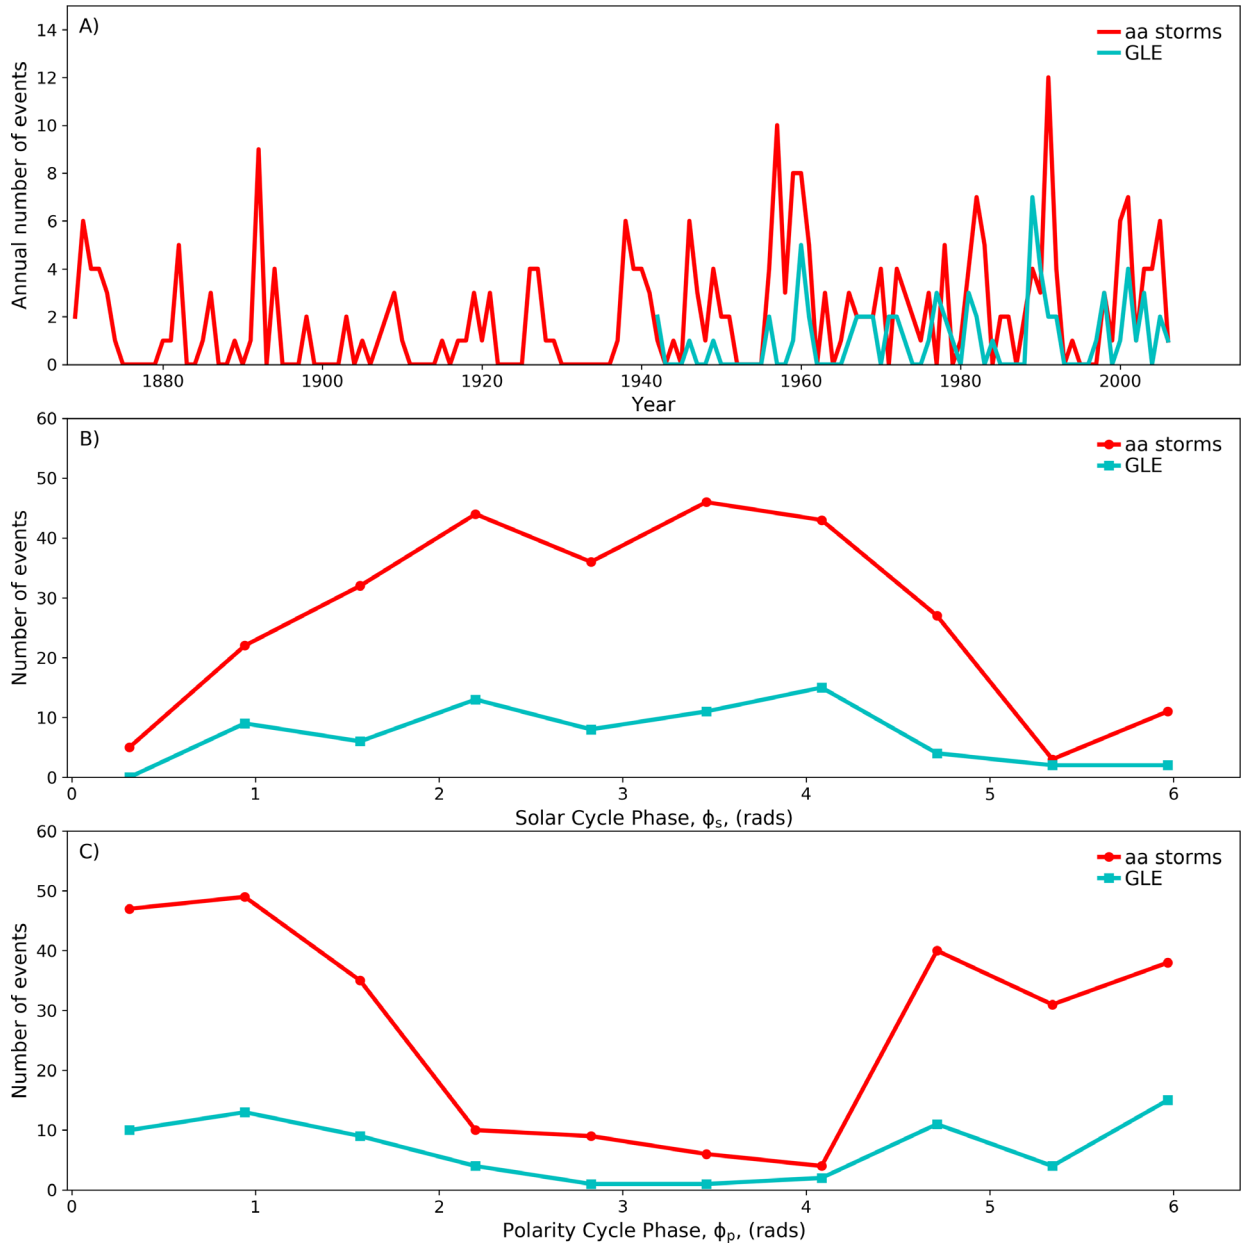 A)
aa storms
GLE
Annual number of events
14
12
10
8
6
4
2
0
1880 1900 1920 1940 1960 1980 2000
Year
B)
aa storms
GLE
Number of events
60
50
40
30
20
10
0
0 1 2 3 4 5 6
Solar Cycle Phase, ϕs, (rads)
C)
aa storms
GLE
Number of events
60
50
40
30
20
10
0
0 1 2 3 4 5 6
Polarity Cycle Phase, ϕp, (rads)